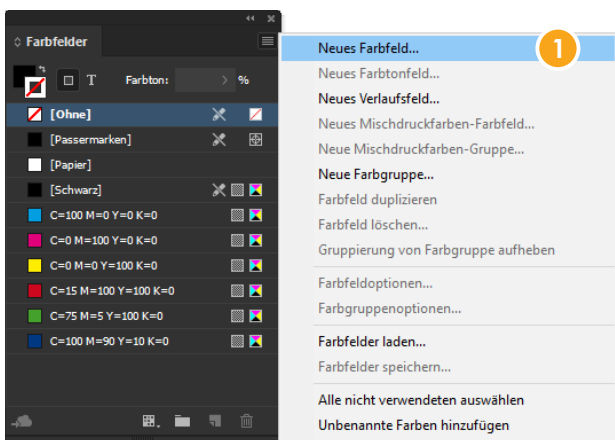 Farbfelder
T Farbton: %
[Ohne]
[Passermarken]
[Papier]
[Schwarz]
C=100 M=0 Y=0 K=0
C=0 M=100 Y=0 K=0
C=0 M=0 Y=100 K=0
C=15 M=100 Y=100 K=0
C=75 M=5 Y=100 K=0
C=100 M=90 Y=10 K=0
Neues Farbfeld... 1
Neues Farbtonfeld...
Neues Verlaufsfeld...
Neues Mischdruckfarben-Farbfeld...
Neue Mischdruckfarben-Gruppe...
Neue Farbgruppe...
Farbfeld duplizieren
Farbfeld löschen...
Gruppierung von Farbgruppe aufheben
Farbfeldoptionen...
Farbgruppenoptionen...
Farbfelder laden...
Farbfelder speichern...
Alle nicht verwendeten auswählen
Unbenannte Farben hinzufügen